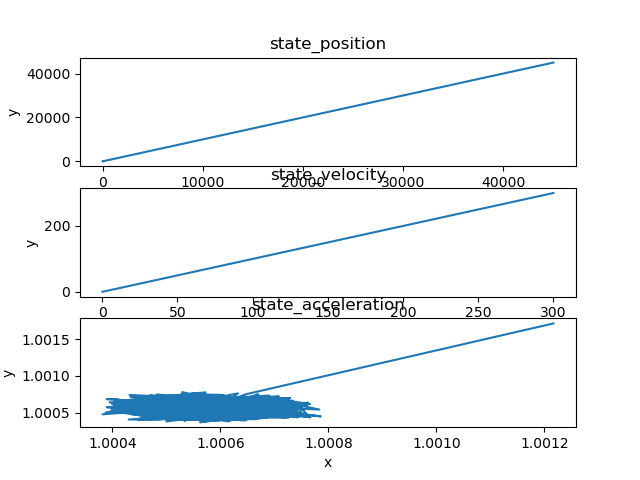 state_position
40000
20000
0
y
0 10000 20000 30000 40000
state_velocity
200
0
y
0 50 100 150 200 250 300
state_acceleration
1.0015
1.0010
1.0005
y
1.0004 1.0006 1.0008 1.0010 1.0012
x